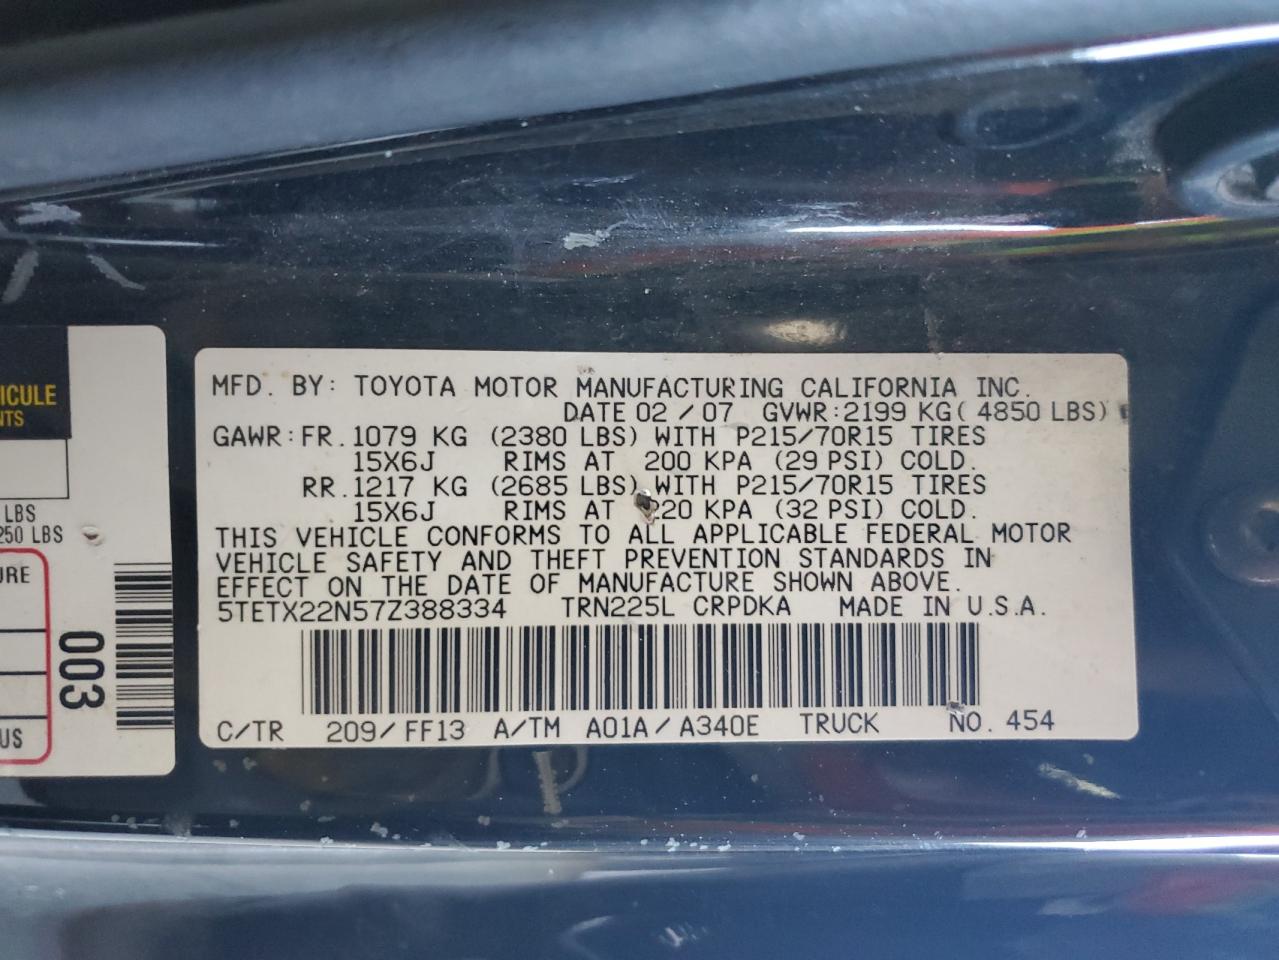 ICULE
NTS
LBS
250 LBS
URE
US
003
MFD. BY: TOYOTA MOTOR MANUFACTURING CALIFORNIA INC.
DATE 02 / 07 GVWR: 2199 KG ( 4850 LBS)
GAWR: FR. 1079 KG (2380 LBS) WITH P215/70R15 TIRES
15X6J RIMS AT 200 KPA (29 PSI) COLD.
RR. 1217 KG (2685 LBS) WITH P215/70R15 TIRES
15X6J RIMS AT 220 KPA (32 PSI) COLD.
THIS VEHICLE CONFORMS TO ALL APPLICABLE FEDERAL MOTOR
VEHICLE SAFETY AND THEFT PREVENTION STANDARDS IN
EFFECT ON THE DATE OF MANUFACTURE SHOWN ABOVE.
5TETX22N57Z388334 TRN225L CRPDKA MADE IN U.S.A.
C/TR 209/FF13 A/TM A01A/A340E TRUCK NO. 454